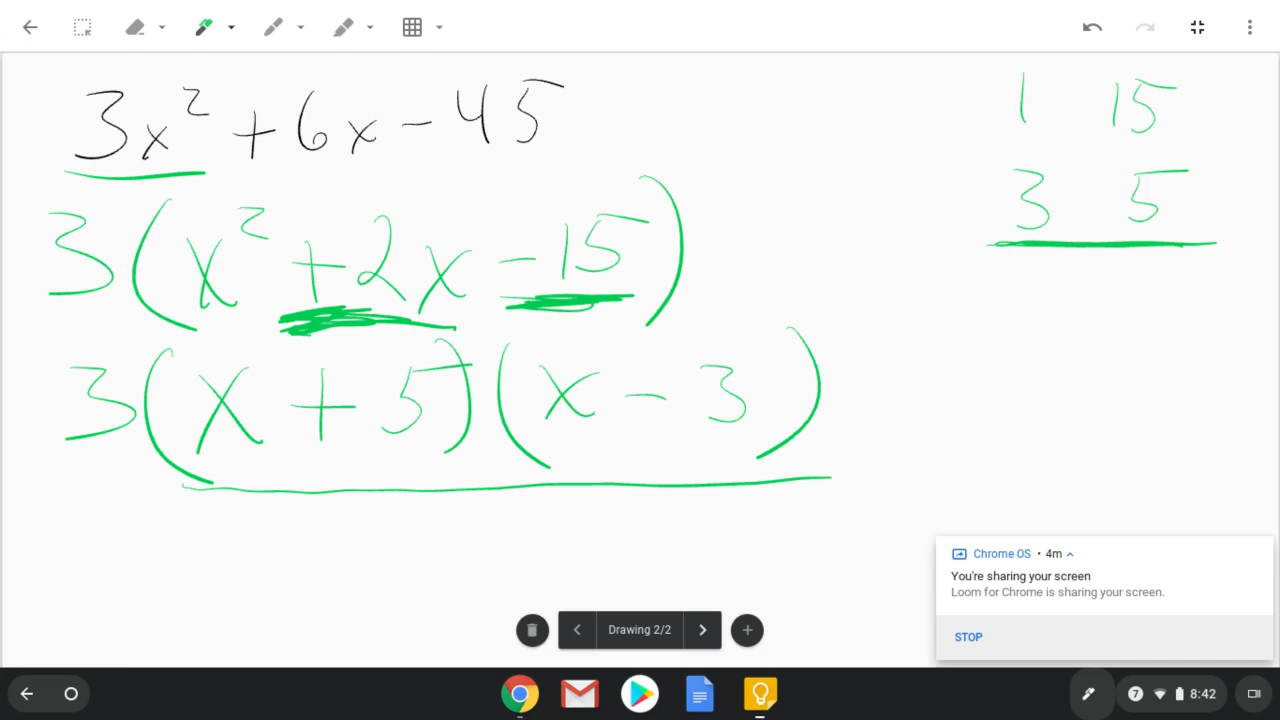 3x² + 6x - 45
1 15
3 5
3(x² + 2x - 15)
3(x + 5)(x - 3)
Chrome OS • 4m
You're sharing your screen
Loom for Chrome is sharing your screen.
STOP
Drawing 2/2
7 8:42